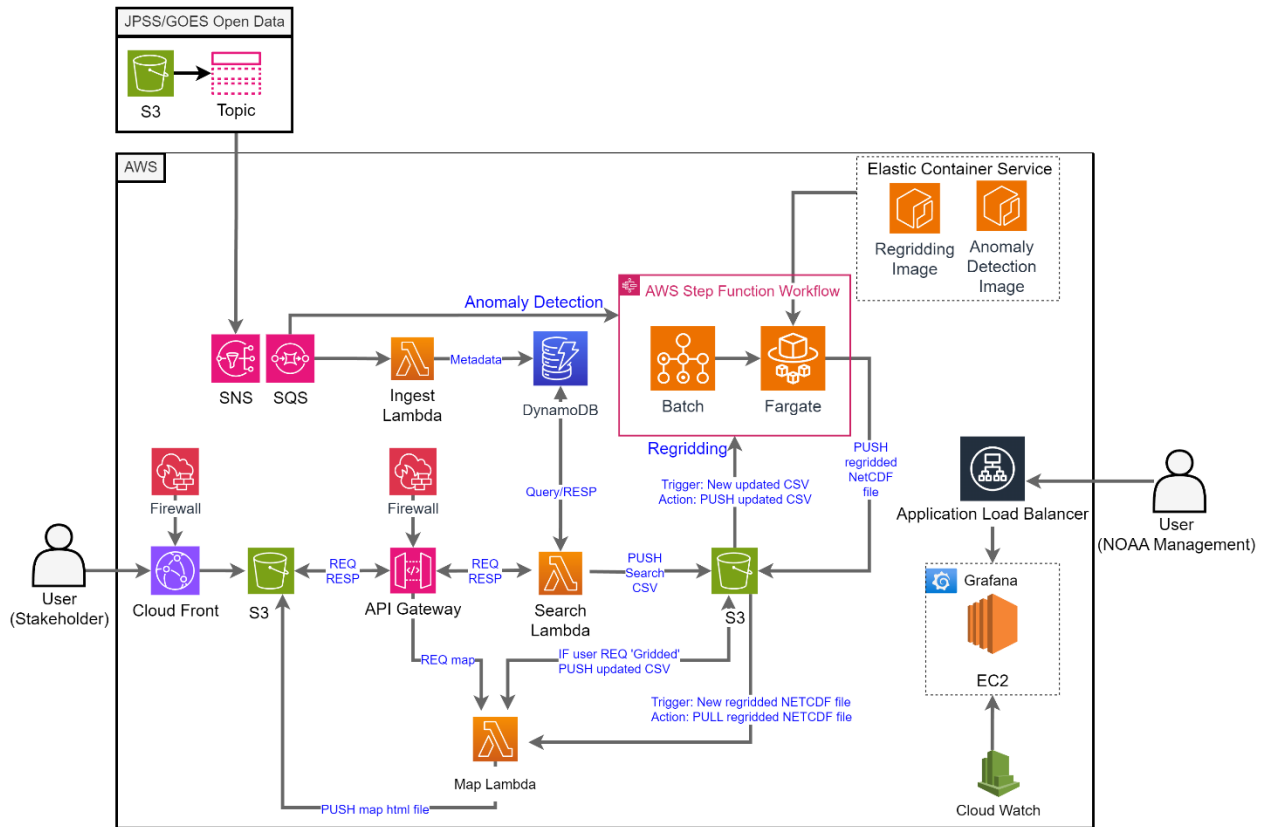 JPSS/GOES Open Data
S3
Topic
AWS
Elastic Container Service
Regridding
Image
Anomaly
Detection
Image
AWS Step Function Workflow
Anomaly Detection
Batch
Fargate
SNS
SQS
Ingest
Lambda
Metadata
DynamoDB
Regridding
PUSH
regridded
NetCDF
file
Trigger: New updated CSV
Action: PUSH updated CSV
Query/RESP
Firewall
Firewall
Application Load Balancer
User
(NOAA Management)
User
(Stakeholder)
Cloud Front
S3
REQ
RESP
API Gateway
REQ
RESP
Search
Lambda
PUSH
Search
CSV
S3
Grafana
EC2
REQ map
IF user REQ 'Gridded'
PUSH updated CSV
Trigger: New regridded NETCDF file
Action: PULL regridded NETCDF file
Map Lambda
PUSH map html file
Cloud Watch